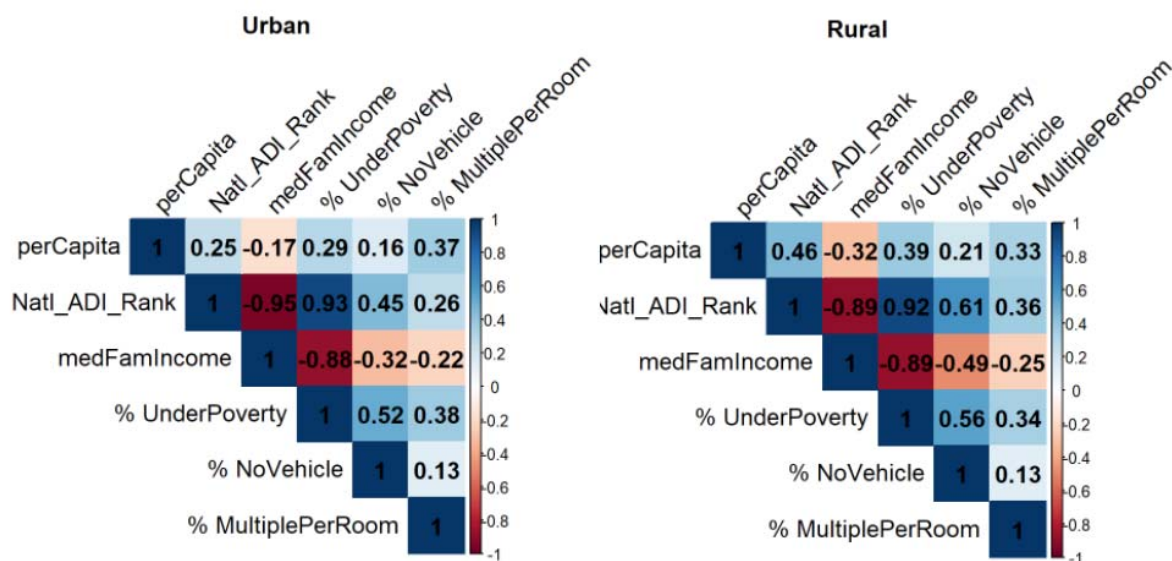 Urban
perCapita
Natl_ADI_Rank
medFamIncome
% UnderPoverty
% NoVehicle
% MultiplePerRoom
perCapita 1 0.25 -0.17 0.29 0.16 0.37
Natl_ADI_Rank 1 -0.95 0.93 0.45 0.26
medFamIncome 1 -0.88 -0.32 -0.22
% UnderPoverty 1 0.52 0.38
% NoVehicle 1 0.13
% MultiplePerRoom 1
1
0.8
0.6
0.4
0.2
0
-0.2
-0.4
-0.6
-0.8
-1
Rural
perCapita
Natl_ADI_Rank
medFamIncome
% UnderPoverty
% NoVehicle
% MultiplePerRoom
perCapita 1 0.46 -0.32 0.39 0.21 0.33
Natl_ADI_Rank 1 -0.89 0.92 0.61 0.36
medFamIncome 1 -0.89 -0.49 -0.25
% UnderPoverty 1 0.56 0.34
% NoVehicle 1 0.13
% MultiplePerRoom 1
1
0.8
0.6
0.4
0.2
0
-0.2
-0.4
-0.6
-0.8
-1